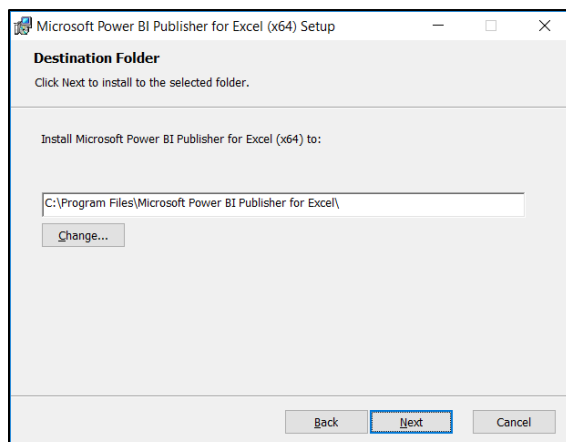 Microsoft Power BI Publisher for Excel (x64) Setup
Destination Folder
Click Next to install to the selected folder.
Install Microsoft Power BI Publisher for Excel (x64) to:
C:\Program Files\Microsoft Power BI Publisher for Excel\
Change...
Back Next Cancel